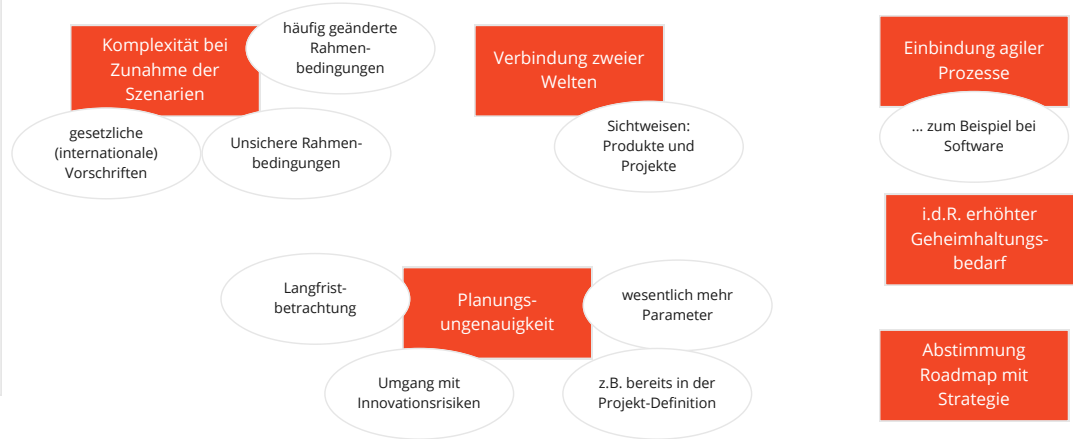 Komplexität bei
Zunahme der
Szenarien
häufig geänderte
Rahmen-
bedingungen
gesetzliche
(internationale)
Vorschriften
Unsichere Rahmen-
bedingungen
Verbindung zweier
Welten
Sichtweisen:
Produkte und
Projekte
Einbindung agiler
Prozesse
... zum Beispiel bei
Software
i.d.R. erhöhter
Geheimhaltungs-
bedarf
Langfrist-
betrachtung
Planungs-
ungenauigkeit
wesentlich mehr
Parameter
Umgang mit
Innovationsrisiken
z.B. bereits in der
Projekt-Definition
Abstimmung
Roadmap mit
Strategie